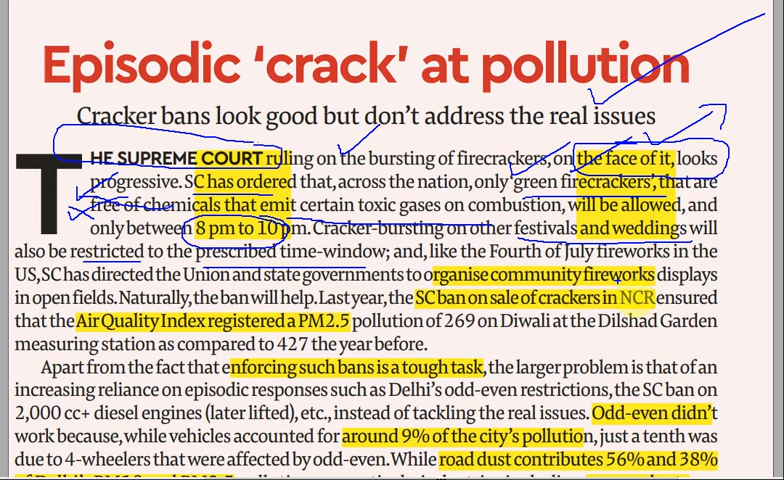 Episodic ‘crack’ at pollution
Cracker bans look good but don’t address the real issues
THE SUPREME COURT ruling on the bursting of firecrackers, on the face of it, looks
progressive. SC has ordered that, across the nation, only ‘green firecrackers’, that are
free of chemicals that emit certain toxic gases on combustion, will be allowed, and
only between 8 pm to 10 pm. Cracker-bursting on other festivals and weddings will
also be restricted to the prescribed time-window; and, like the Fourth of July fireworks in the
US, SC has directed the Union and state governments to organise community fireworks displays
in open fields. Naturally, the ban will help. Last year, the SC ban on sale of crackers in NCR ensured
that the Air Quality Index registered a PM2.5 pollution of 269 on Diwali at the Dilshad Garden
measuring station as compared to 427 the year before.
Apart from the fact that enforcing such bans is a tough task, the larger problem is that of an
increasing reliance on episodic responses such as Delhi’s odd-even restrictions, the SC ban on
2,000 cc+ diesel engines (later lifted), etc., instead of tackling the real issues. Odd-even didn’t
work because, while vehicles accounted for around 9% of the city’s pollution, just a tenth was
due to 4-wheelers that were affected by odd-even. While road dust contributes 56% and 38%